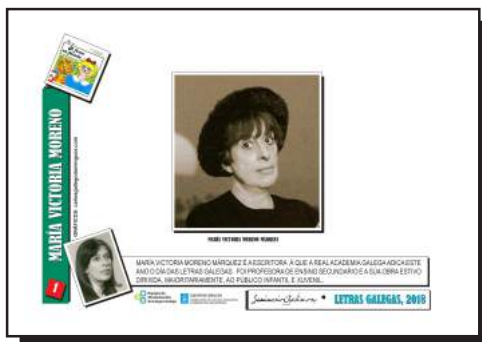 MARÍA VICTORIA MORENO
1
MARÍA VICTORIA MORENO MÁRQUEZ
MARÍA VICTORIA MORENO MÁRQUEZ É A ESCRITORA Á QUE A REAL ACADEMIA GALEGA ADICA ESTE
ANO O DÍA DAS LETRAS GALEGAS. FOI PROFESORA DE ENSINO SECUNDARIO E A SÚA OBRA ESTIVO
DIRIXIDA, MAIORITARIAMENTE, AO PÚBLICO INFANTIL E XUVENIL.
LETRAS GALEGAS, 2018